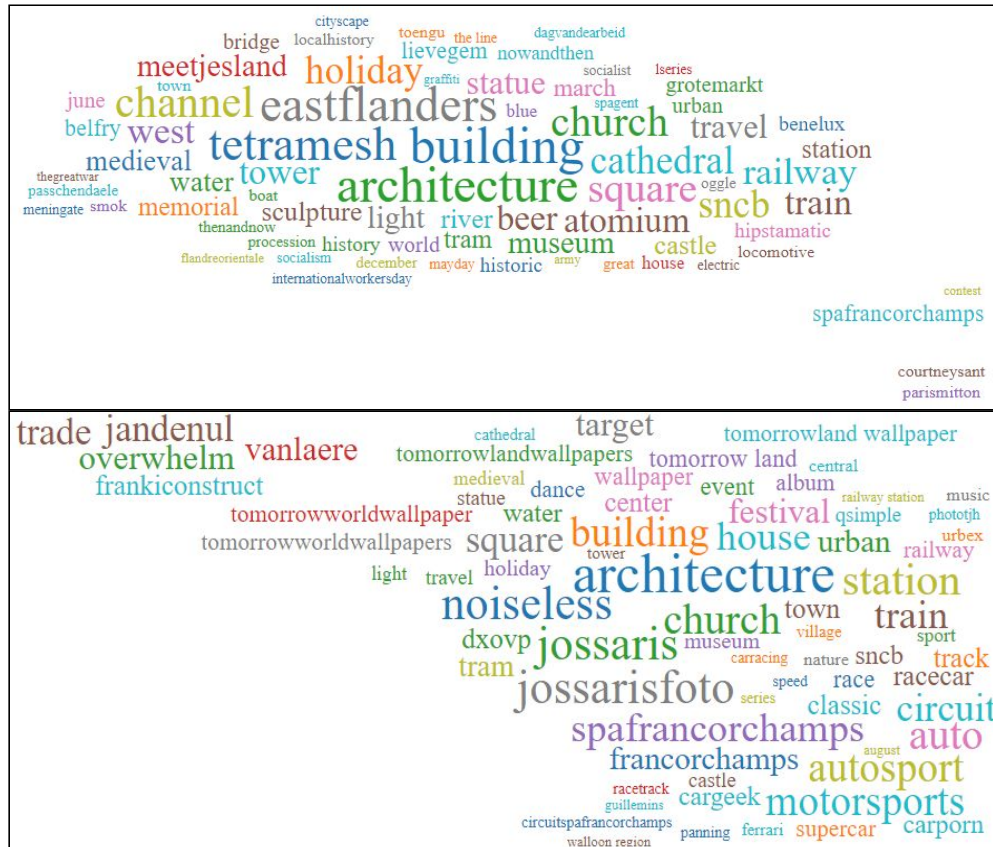 cityscape
bridge localhistory toengu the line dagvandearbeid
lievegem nowandthen
meetjesland holiday graffiti statue socialist lseries
town march grotemarkt
june channel eastflanders blue spagent urban
belfry west church travel benelux
medieval tetramesh building cathedral station
thegreatwar water tower railway
passchendaele architecture square oggle
meningate smok memorial boat sncb train
sculpture light river beer atomium
thenandnow hipstamatic
procession history world tram museum castle locomotive
flandreorientale socialism december mayday historic army great house electric
internationalworkersday
contest
spafrancorchamps
courtneysant
parismitton
trade jandenul target
overwhelm vanlaere cathedral tomorrowland wallpaper
tomorrowlandwallpapers tomorrow land central
frankiconstruct medieval dance wallpaper event album
statue center railway station music
tomorrowworldwallpaper water festival qsimple phototjh
tomorrowworldwallpapers square building house urban urbex
tower railway
light travel holiday architecture station
noiseless church town train
dxovp jossaris museum village sport
tram carracing nature sncb track
jossarisfoto speed race racecar
series classic circuit
spafrancorchamps auto
francorchamps august
castle autosport
racetrack cargeek motorsports
guillemins
circuitspafrancorchamps panning ferrari supercar carporn
walloon region